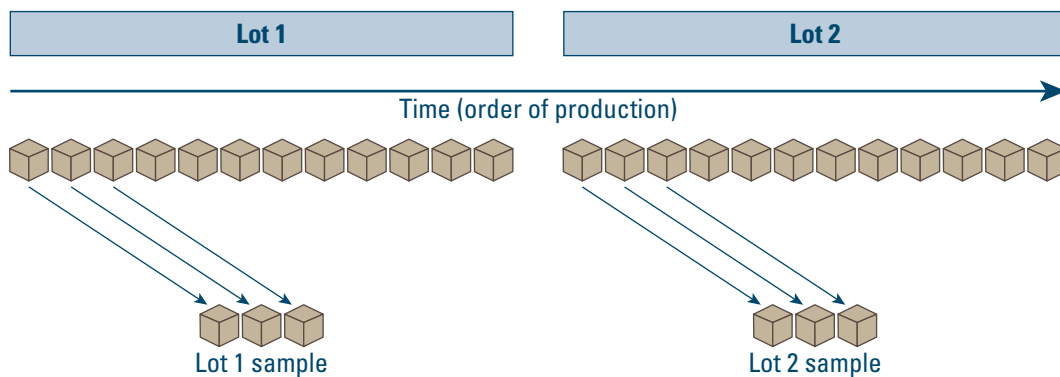 Lot 1
Lot 2
Time (order of production)
Lot 1 sample
Lot 2 sample